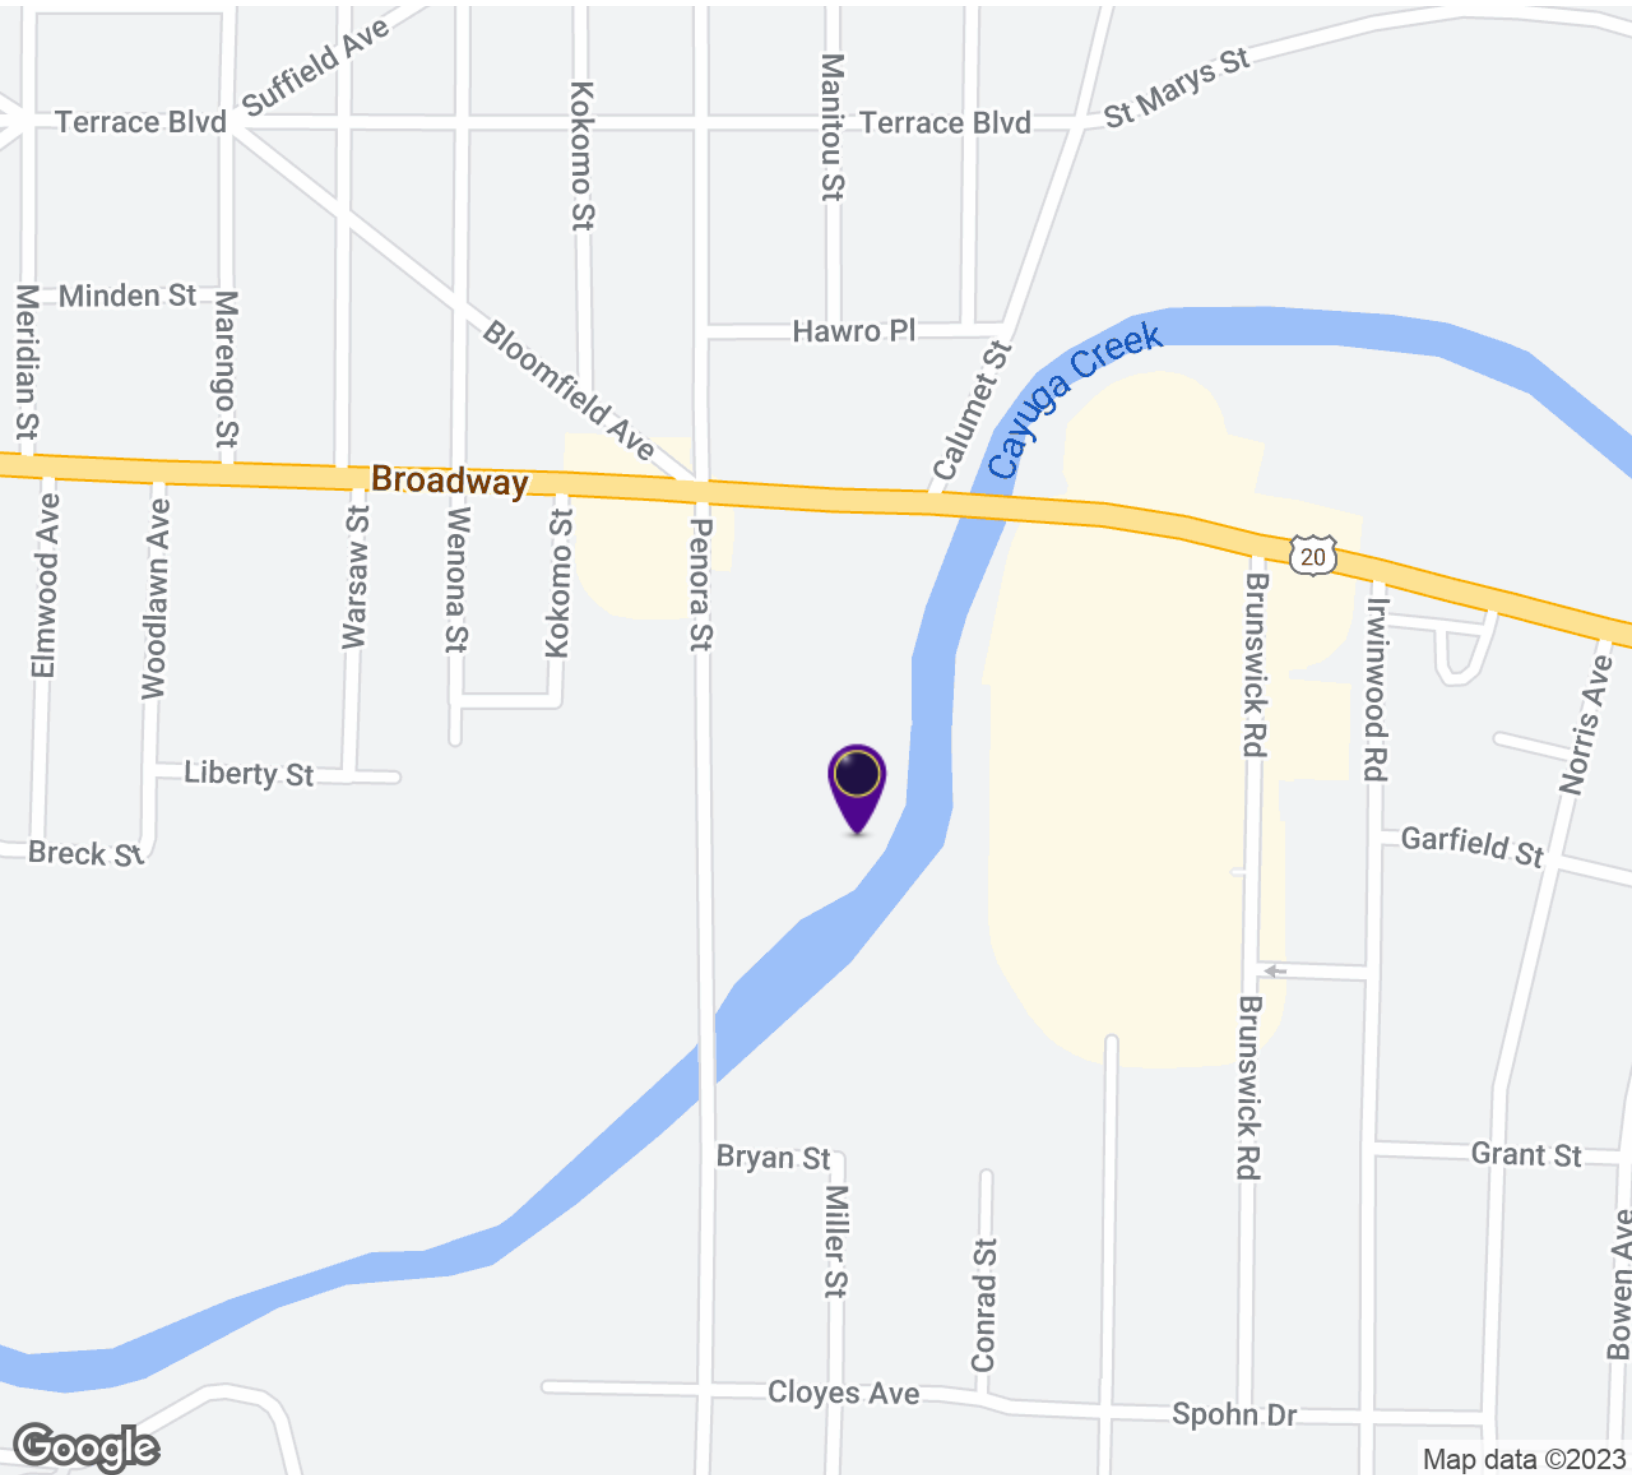 Suffield Ave
Terrace Blvd
Kokomo St
Manitou St
Terrace Blvd
St Marys St
Minden St
Meridian St
Marengo St
Bloomfield Ave
Hawro Pl
Calumet St
Cayuga Creek
Broadway
Elmwood Ave
Woodlawn Ave
Warsaw St
Wenona St
Kokomo St
Penora St
20
Brunswick Rd
Irwinwood Rd
Norris Ave
Liberty St
Breck St
Garfield St
Brunswick Rd
Bryan St
Miller St
Conrad St
Grant St
Bowen Ave
Cloyes Ave
Spohn Dr
Google
Map data ©2023